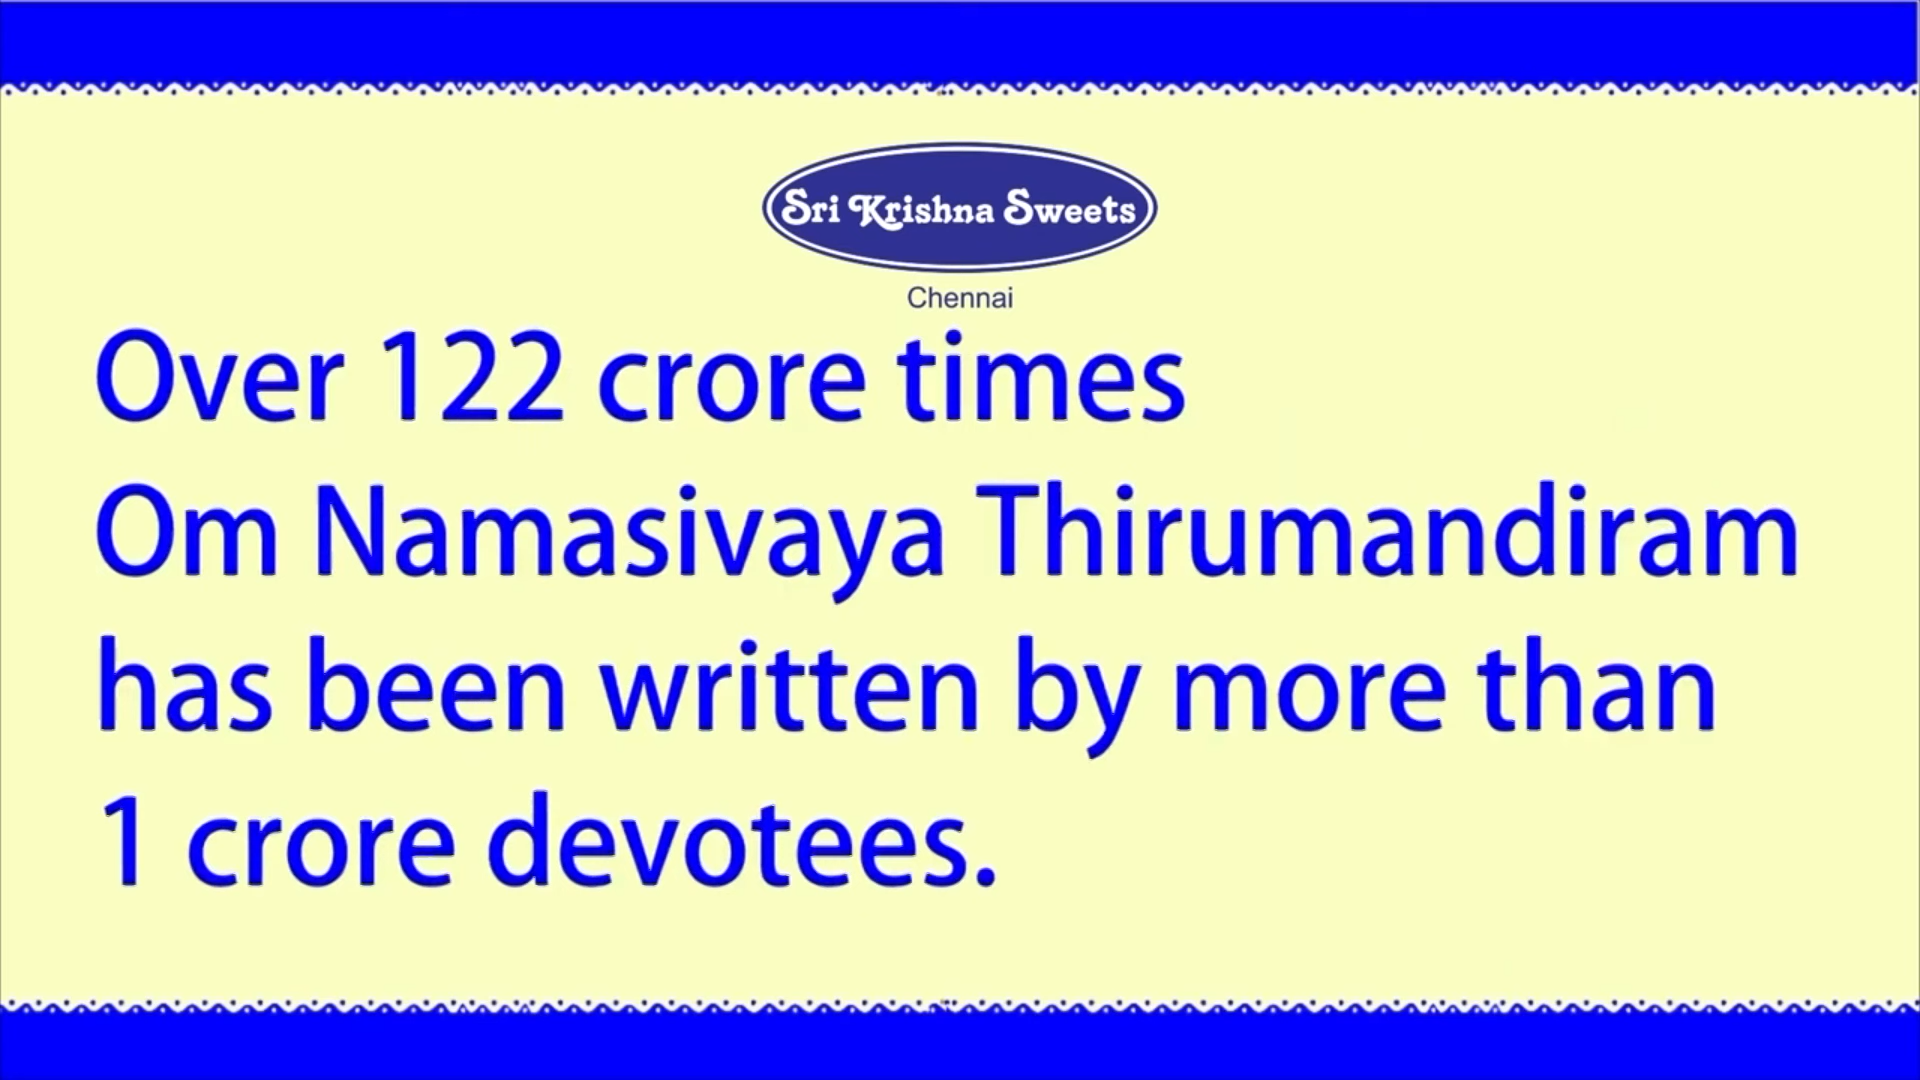 Sri Krishna Sweets
Chennai
Over 122 crore times
Om Namasivaya Thirumandiram
has been written by more than
1 crore devotees.